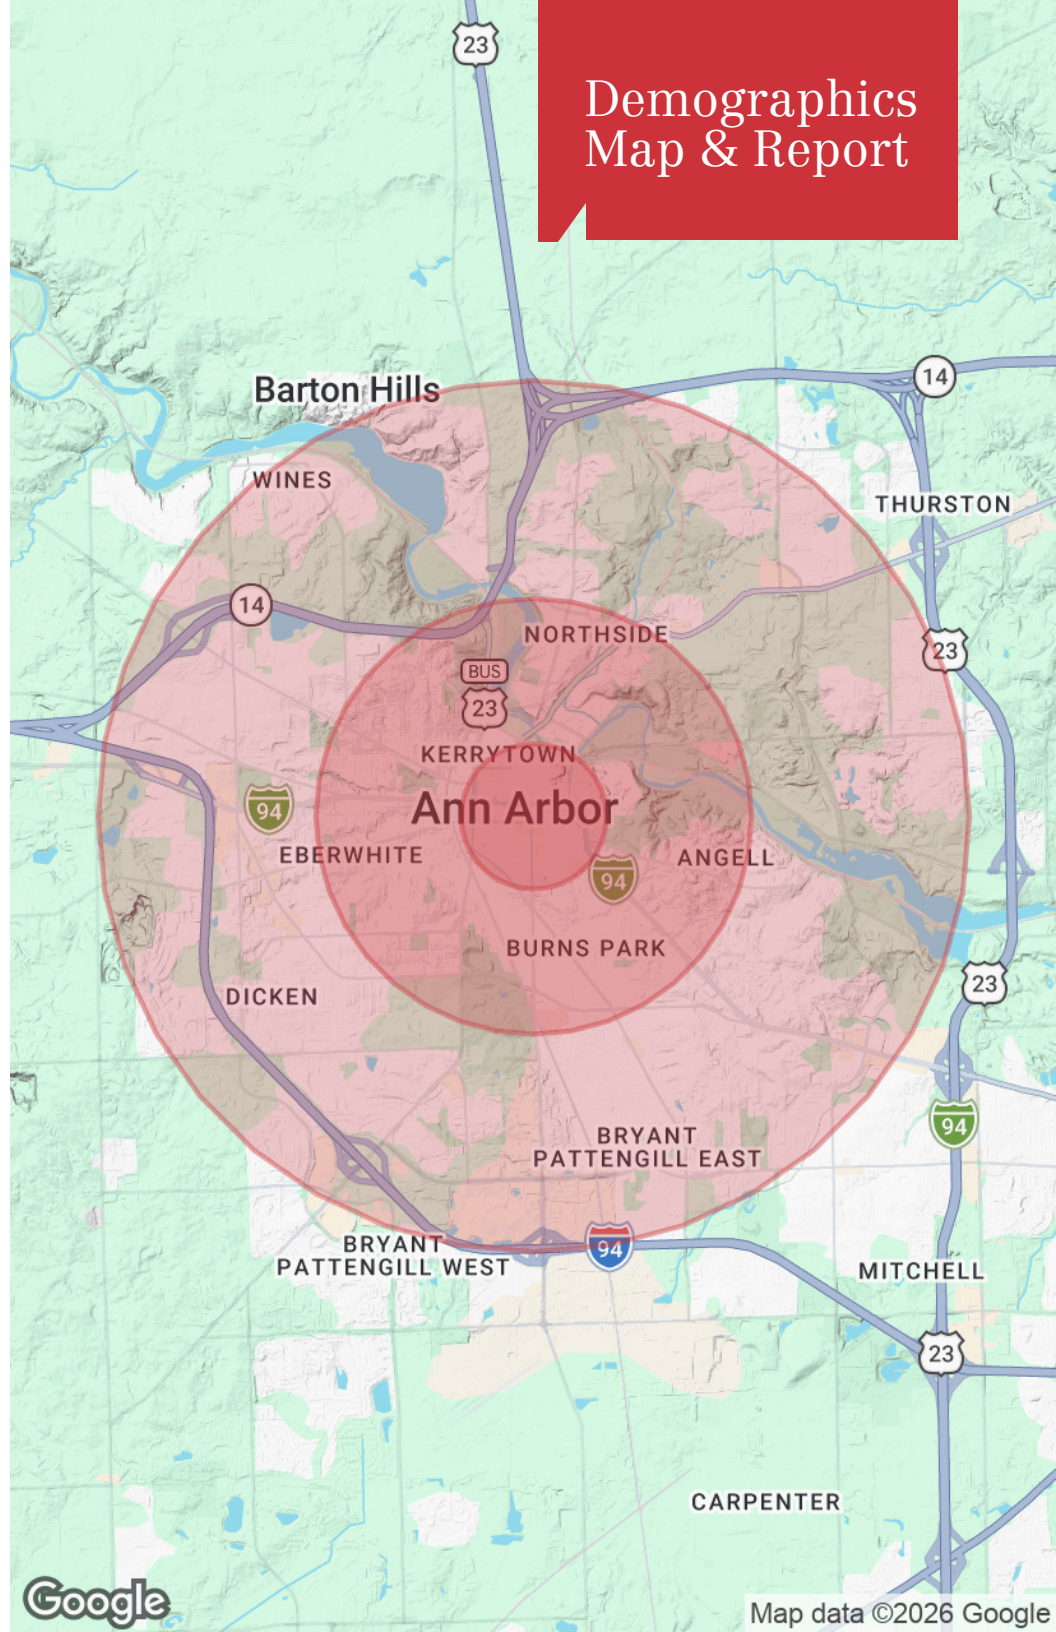 23
Demographics
Map & Report
Barton Hills
14
WINES
THURSTON
14
NORTHSIDE
23
BUS
23
KERRYTOWN
Ann Arbor
94
EBERWHITE
ANGELL
94
BURNS PARK
23
DICKEN
94
BRYANT
PATTENGILL EAST
BRYANT
PATTENGILL WEST
94
MITCHELL
23
CARPENTER
Google
Map data ©2026 Google